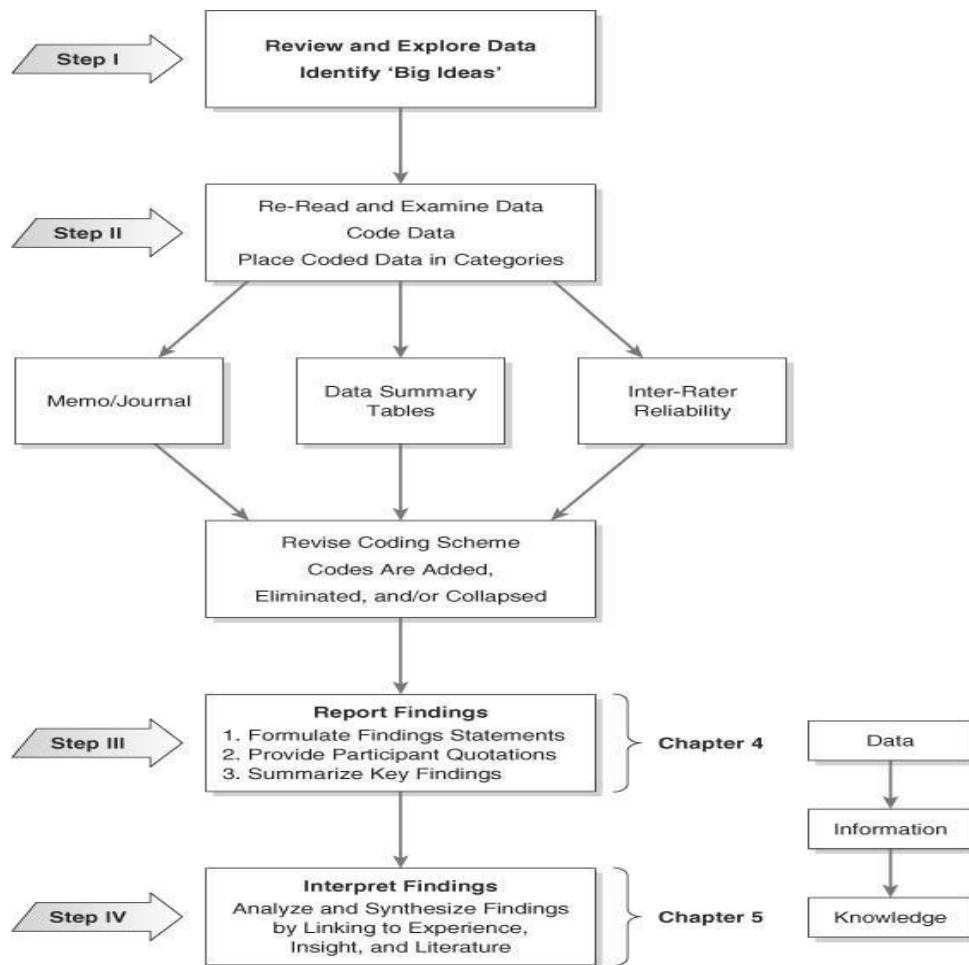 Step I
Review and Explore Data
Identify ‘Big Ideas’
Step II
Re-Read and Examine Data
Code Data
Place Coded Data in Categories
Memo/Journal
Data Summary
Tables
Inter-Rater
Reliability
Revise Coding Scheme
Codes Are Added,
Eliminated, and/or Collapsed
Step III
Report Findings
1. Formulate Findings Statements
2. Provide Participant Quotations
3. Summarize Key Findings
Chapter 4
Step IV
Interpret Findings
Analyze and Synthesize Findings
by Linking to Experience,
Insight, and Literature
Chapter 5
Data
Information
Knowledge